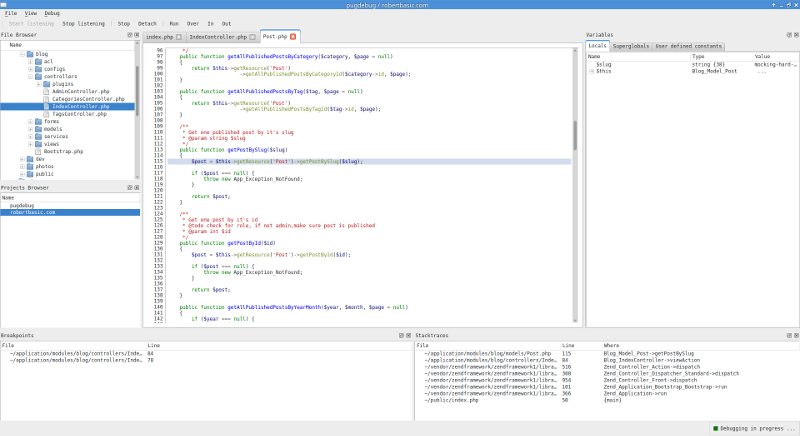 pugdebug / robertbasic.com
File View Debug
Start listening Stop listening Stop Detach Run Over In Out
File Browser
Name
blog
acl
configs
controllers
plugins
AdminController.php
CategoriesController.php
IndexController.php
TagsController.php
forms
models
services
views
Bootstrap.php
dev
photos
public
Projects Browser
Name
pugdebug
robertbasic.com
index.php IndexController.php Post.php
96 */
97 public function getAllPublishedPostsByCategory($category, $page = null)
98 {
99 return $this->getResource('Post')
100 ->getAllPublishedPostsByCategoryId($category->id, $page);
101 }
102
103 public function getAllPublishedPostsByTag($tag, $page = null)
104 {
105 return $this->getResource('Post')
106 ->getAllPublishedPostsByTagId($tag->id, $page);
107 }
108
109 /**
110 * Get one published post by it's slug
111 * @param string $slug
112 */
113 public function getPostBySlug($slug)
114 {
115 $post = $this->getResource('Post')->getPostBySlug($slug);
116
117 if ($post === null) {
118 throw new App_Exception_NotFound;
119 }
120
121 return $post;
122 }
123
124 /**
125 * Get one post by it's id
126 * @todo check for role, if not admin,make sure post is published
127 * @param int $id
128 */
129 public function getPostById($id)
130 {
131 $post = $this->getResource('Post')->getPostById($id);
132
133 if ($post === null) {
134 throw new App_Exception_NotFound;
135 }
136
137 return $post;
138 }
139
140 public function getAllPublishedPostsByYearMonth($year, $month, $page = null)
141 {
142 if ($year === null) {
Variables
Locals Superglobals User defined constants
Name Type Value
$slug string {38} mocking-hard-...
$this Blog_Model_Post ...
Breakpoints
File Line
~/application/modules/blog/controllers/Inde... 84
~/application/modules/blog/controllers/Inde... 78
Stacktraces
File Line Where
~/application/modules/blog/models/Post.php 115 Blog_Model_Post->getPostBySlug
~/application/modules/blog/controllers/Inde... 84 Blog_IndexController->viewAction
~/vendor/zendframework/zendframework1/libra... 516 Zend_Controller_Action->dispatch
~/vendor/zendframework/zendframework1/libra... 308 Zend_Controller_Dispatcher_Standard->dispatch
~/vendor/zendframework/zendframework1/libra... 954 Zend_Controller_Front->dispatch
~/vendor/zendframework/zendframework1/libra... 101 Zend_Application_Bootstrap_Bootstrap->run
~/vendor/zendframework/zendframework1/libra... 366 Zend_Application->run
~/public/index.php 50 {main}
Debugging in progress ...